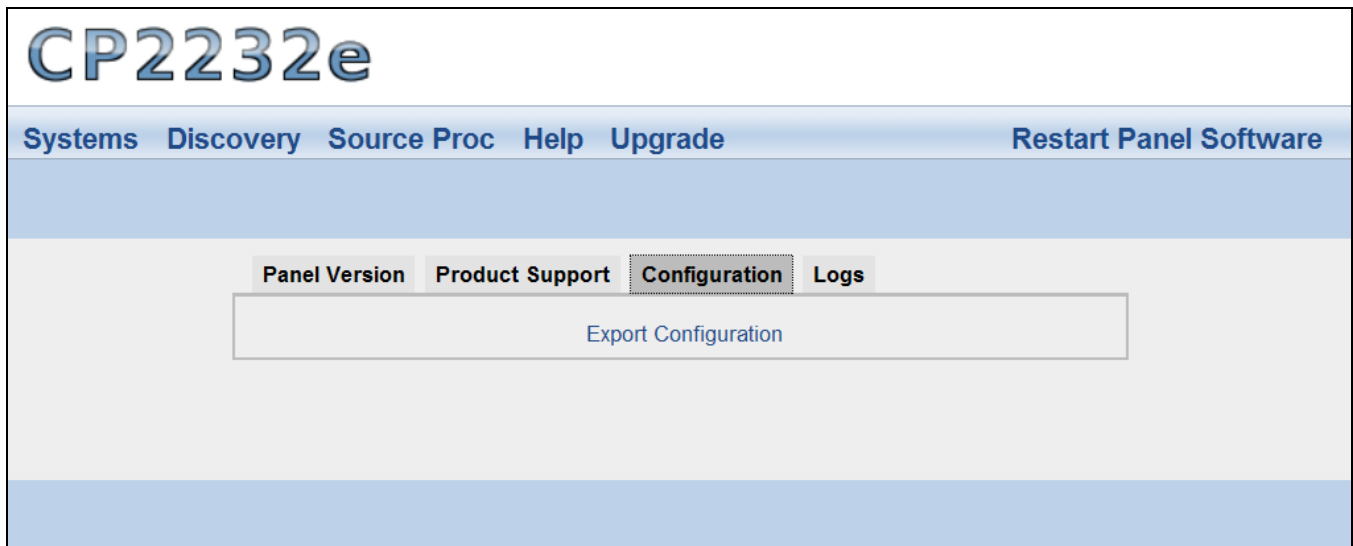 CP2232e
Systems Discovery Source Proc Help Upgrade Restart Panel Software
Panel Version Product Support Configuration Logs
Export Configuration